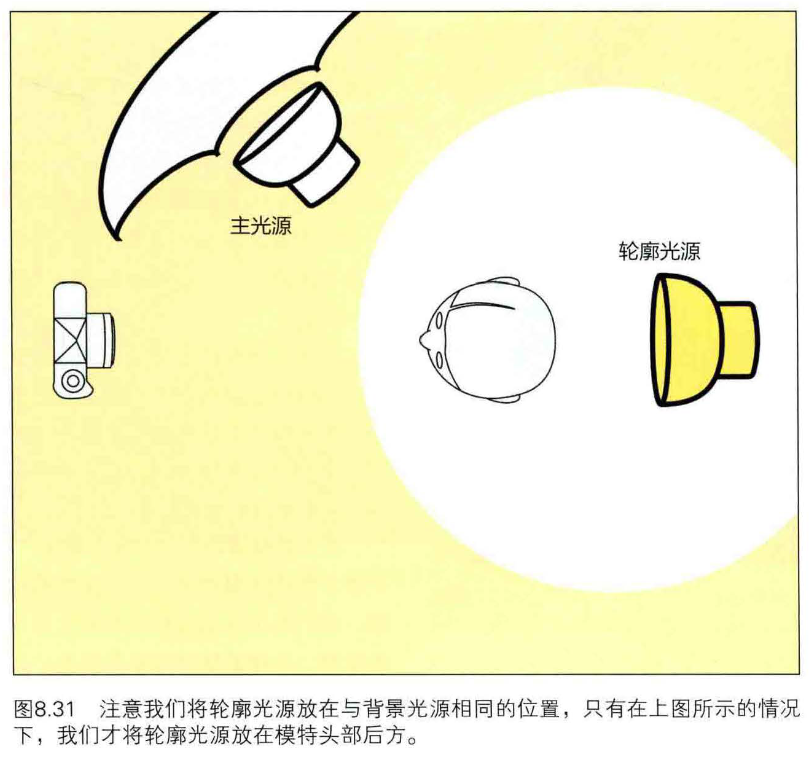 主光源
轮廓光源
图8.31 注意我们将轮廓光源放在与背景光源相同的位置，只有在上图所示的情况
下，我们才将轮廓光源放在模特头部后方。